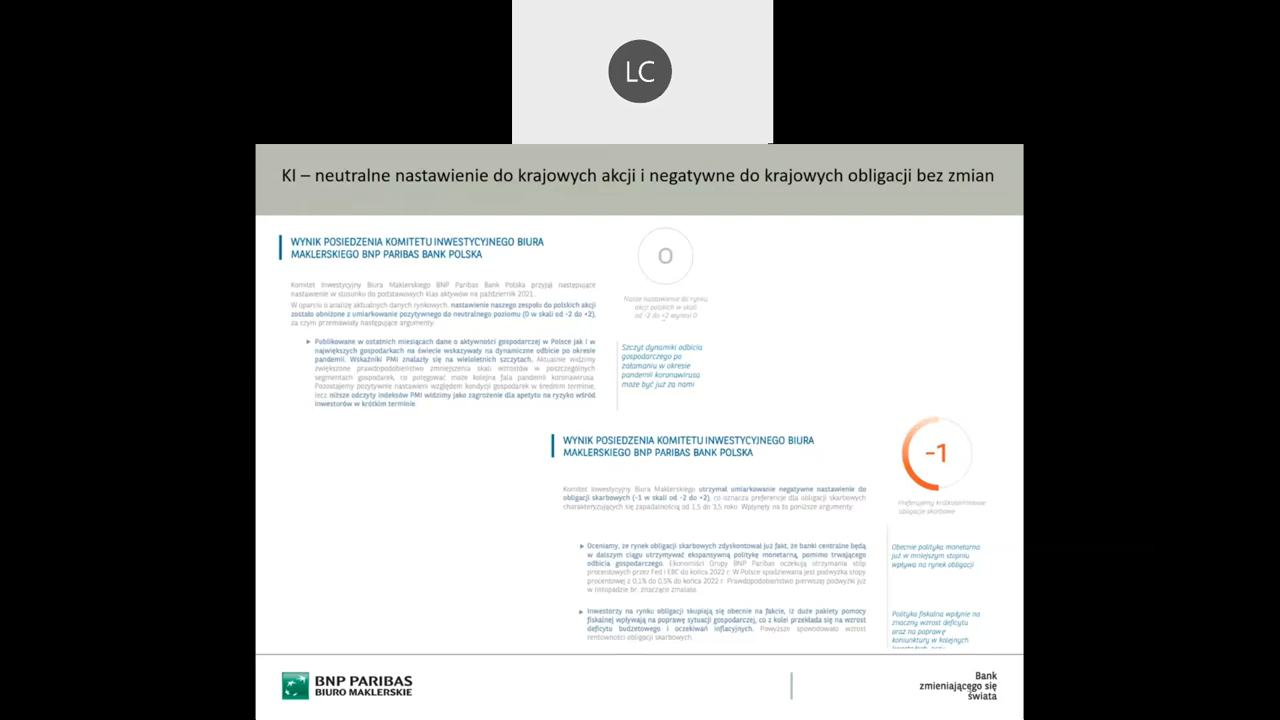 LC
KI – neutralne nastawienie do krajowych akcji i negatywne do krajowych obligacji bez zmian
WYNIK POSIEDZENIA KOMITETU INWESTYCYJNEGO BIURA
MAKLERSKIEGO BNP PARIBAS BANK POLSKA
Komitet Inwestycyjny Biura Maklerskiego BNP Paribas Bank Polska przyjął następujące
nastawienie w stosunku do podstawowych klas aktywów na październik 2021.
W oparciu o analizę aktualnych danych rynkowych, nastawienie naszego zespołu do polskich akcji
zostało obniżone z umiarkowanie pozytywnego do neutralnego poziomu (0 w skali od -2 do +2),
za czym przemawiały następujące argumenty:
▸ Publikowane w ostatnich miesiącach dane o aktywności gospodarczej w Polsce jak i w
największych gospodarkach na świecie wskazywały na dynamiczne odbicie po okresie
pandemii. Wskaźniki PMI znalazły się na wieloletnich szczytach. Aktualnie widzimy
zwiększone prawdopodobieństwo zmniejszenia skali wzrostów w poszczególnych
segmentach gospodarek, co potęgować może kolejna fala pandemii koronawirusa.
Pozostajemy pozytywnie nastawieni względem kondycji gospodarek w średnim terminie,
lecz niższe odczyty indeksów PMI widzimy jako zagrożenie dla apetytu na ryzyko wśród
inwestorów w krótkim terminie.
0
Nasze nastawienie do rynku
akcji polskich w skali
od -2 do +2 wynosi 0
Szczyt dynamiki odbicia
gospodarczego po
załamaniu w okresie
pandemii koronawirusa
może być już za nami
WYNIK POSIEDZENIA KOMITETU INWESTYCYJNEGO BIURA
MAKLERSKIEGO BNP PARIBAS BANK POLSKA
Komitet Inwestycyjny Biura Maklerskiego utrzymał umiarkowanie negatywne nastawienie do
obligacji skarbowych (-1 w skali od -2 do +2), co oznacza preferencje dla obligacji skarbowych
charakteryzujących się zapadalnością od 1,5 do 3,5 roku. Wpłynęły na to poniższe argumenty:
▸ Oceniamy, że rynek obligacji skarbowych zdyskontował już fakt, że banki centralne będą
w dalszym ciągu utrzymywać ekspansywną politykę monetarną, pomimo trwającego
odbicia gospodarczego. Ekonomiści Grupy BNP Paribas oczekują utrzymania stóp
procentowych przez Fed i EBC do końca 2022 r. W Polsce spodziewana jest podwyżka stopy
procentowej z 0,1% do 0,5% do końca 2022 r. Prawdopodobieństwo pierwszej podwyżki już
w listopadzie br. znacząco zmalała.
▸ Inwestorzy na rynku obligacji skupiają się obecnie na fakcie, iż duże pakiety pomocy
fiskalnej wpływają na poprawę sytuacji gospodarczej, co z kolei przekłada się na wzrost
deficytu budżetowego i oczekiwań inflacyjnych. Powyższe spowodowało wzrost
rentowności obligacji skarbowych.
-1
Preferujemy krótkoterminowe
obligacje skarbowe
Obecnie polityka monetarna
już w mniejszym stopniu
wpływa na rynek obligacji
Polityka fiskalna wpłynie na
znaczny wzrost deficytu
oraz na poprawę
koniunktury w kolejnych
BNP PARIBAS
BIURO MAKLERSKIE
Bank
zmieniającego się
świata